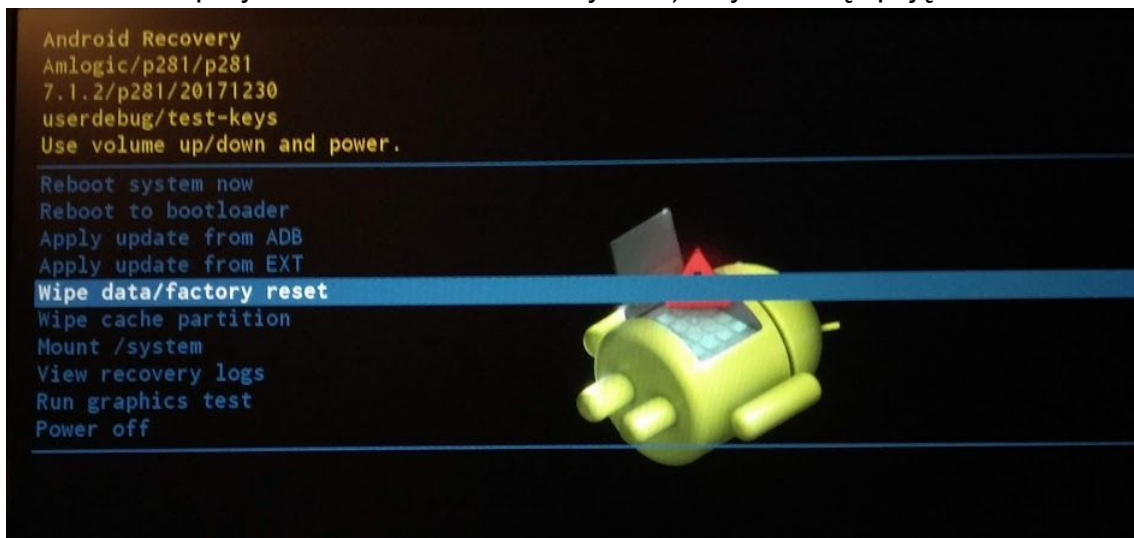 Android Recovery
Amlogic/p281/p281
7.1.2/p281/20171230
userdebug/test-keys
Use volume up/down and power.
Reboot system now
Reboot to bootloader
Apply update from ADB
Apply update from EXT
Wipe data/factory reset
Wipe cache partition
Mount /system
View recovery logs
Run graphics test
Power off